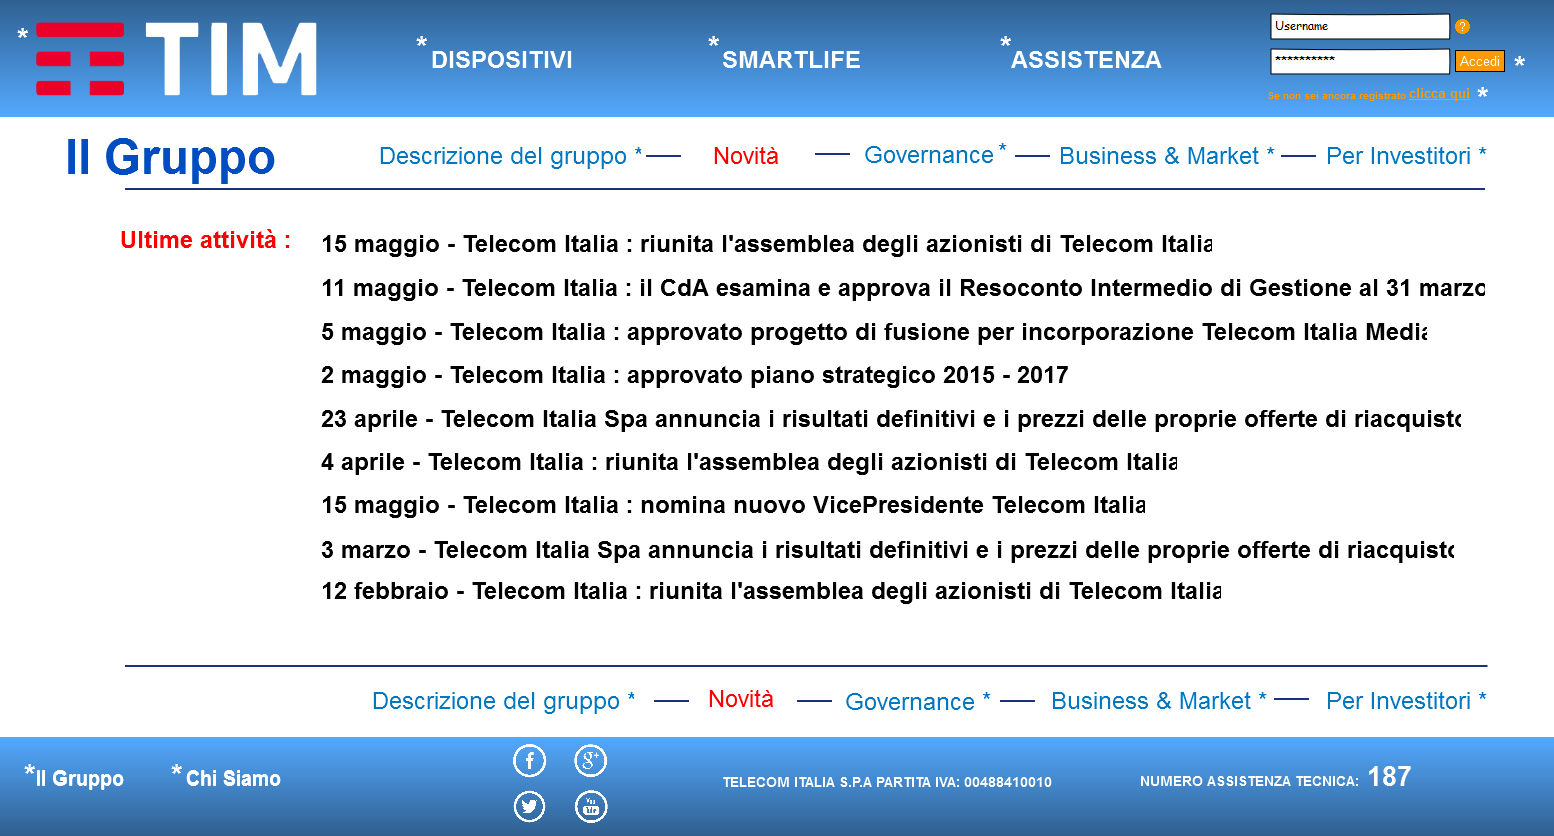 * TIM
*DISPOSITIVI
*SMARTLIFE
*ASSISTENZA
Username
?
**********
Accedi *
Se non sei ancora registrato clicca qui *
Il Gruppo
Descrizione del gruppo * Novità Governance * Business & Market * Per Investitori *
Ultime attività :
15 maggio - Telecom Italia : riunita l'assemblea degli azionisti di Telecom Italia
11 maggio - Telecom Italia : il CdA esamina e approva il Resoconto Intermedio di Gestione al 31 marzo
5 maggio - Telecom Italia : approvato progetto di fusione per incorporazione Telecom Italia Media
2 maggio - Telecom Italia : approvato piano strategico 2015 - 2017
23 aprile - Telecom Italia Spa annuncia i risultati definitivi e i prezzi delle proprie offerte di riacquisto
4 aprile - Telecom Italia : riunita l'assemblea degli azionisti di Telecom Italia
15 maggio - Telecom Italia : nomina nuovo VicePresidente Telecom Italia
3 marzo - Telecom Italia Spa annuncia i risultati definitivi e i prezzi delle proprie offerte di riacquisto
12 febbraio - Telecom Italia : riunita l'assemblea degli azionisti di Telecom Italia
Descrizione del gruppo * Novità Governance * Business & Market * Per Investitori *
*Il Gruppo
*Chi Siamo
f
g+
You
Tube
TELECOM ITALIA S.P.A PARTITA IVA: 00488410010
NUMERO ASSISTENZA TECNICA: 187